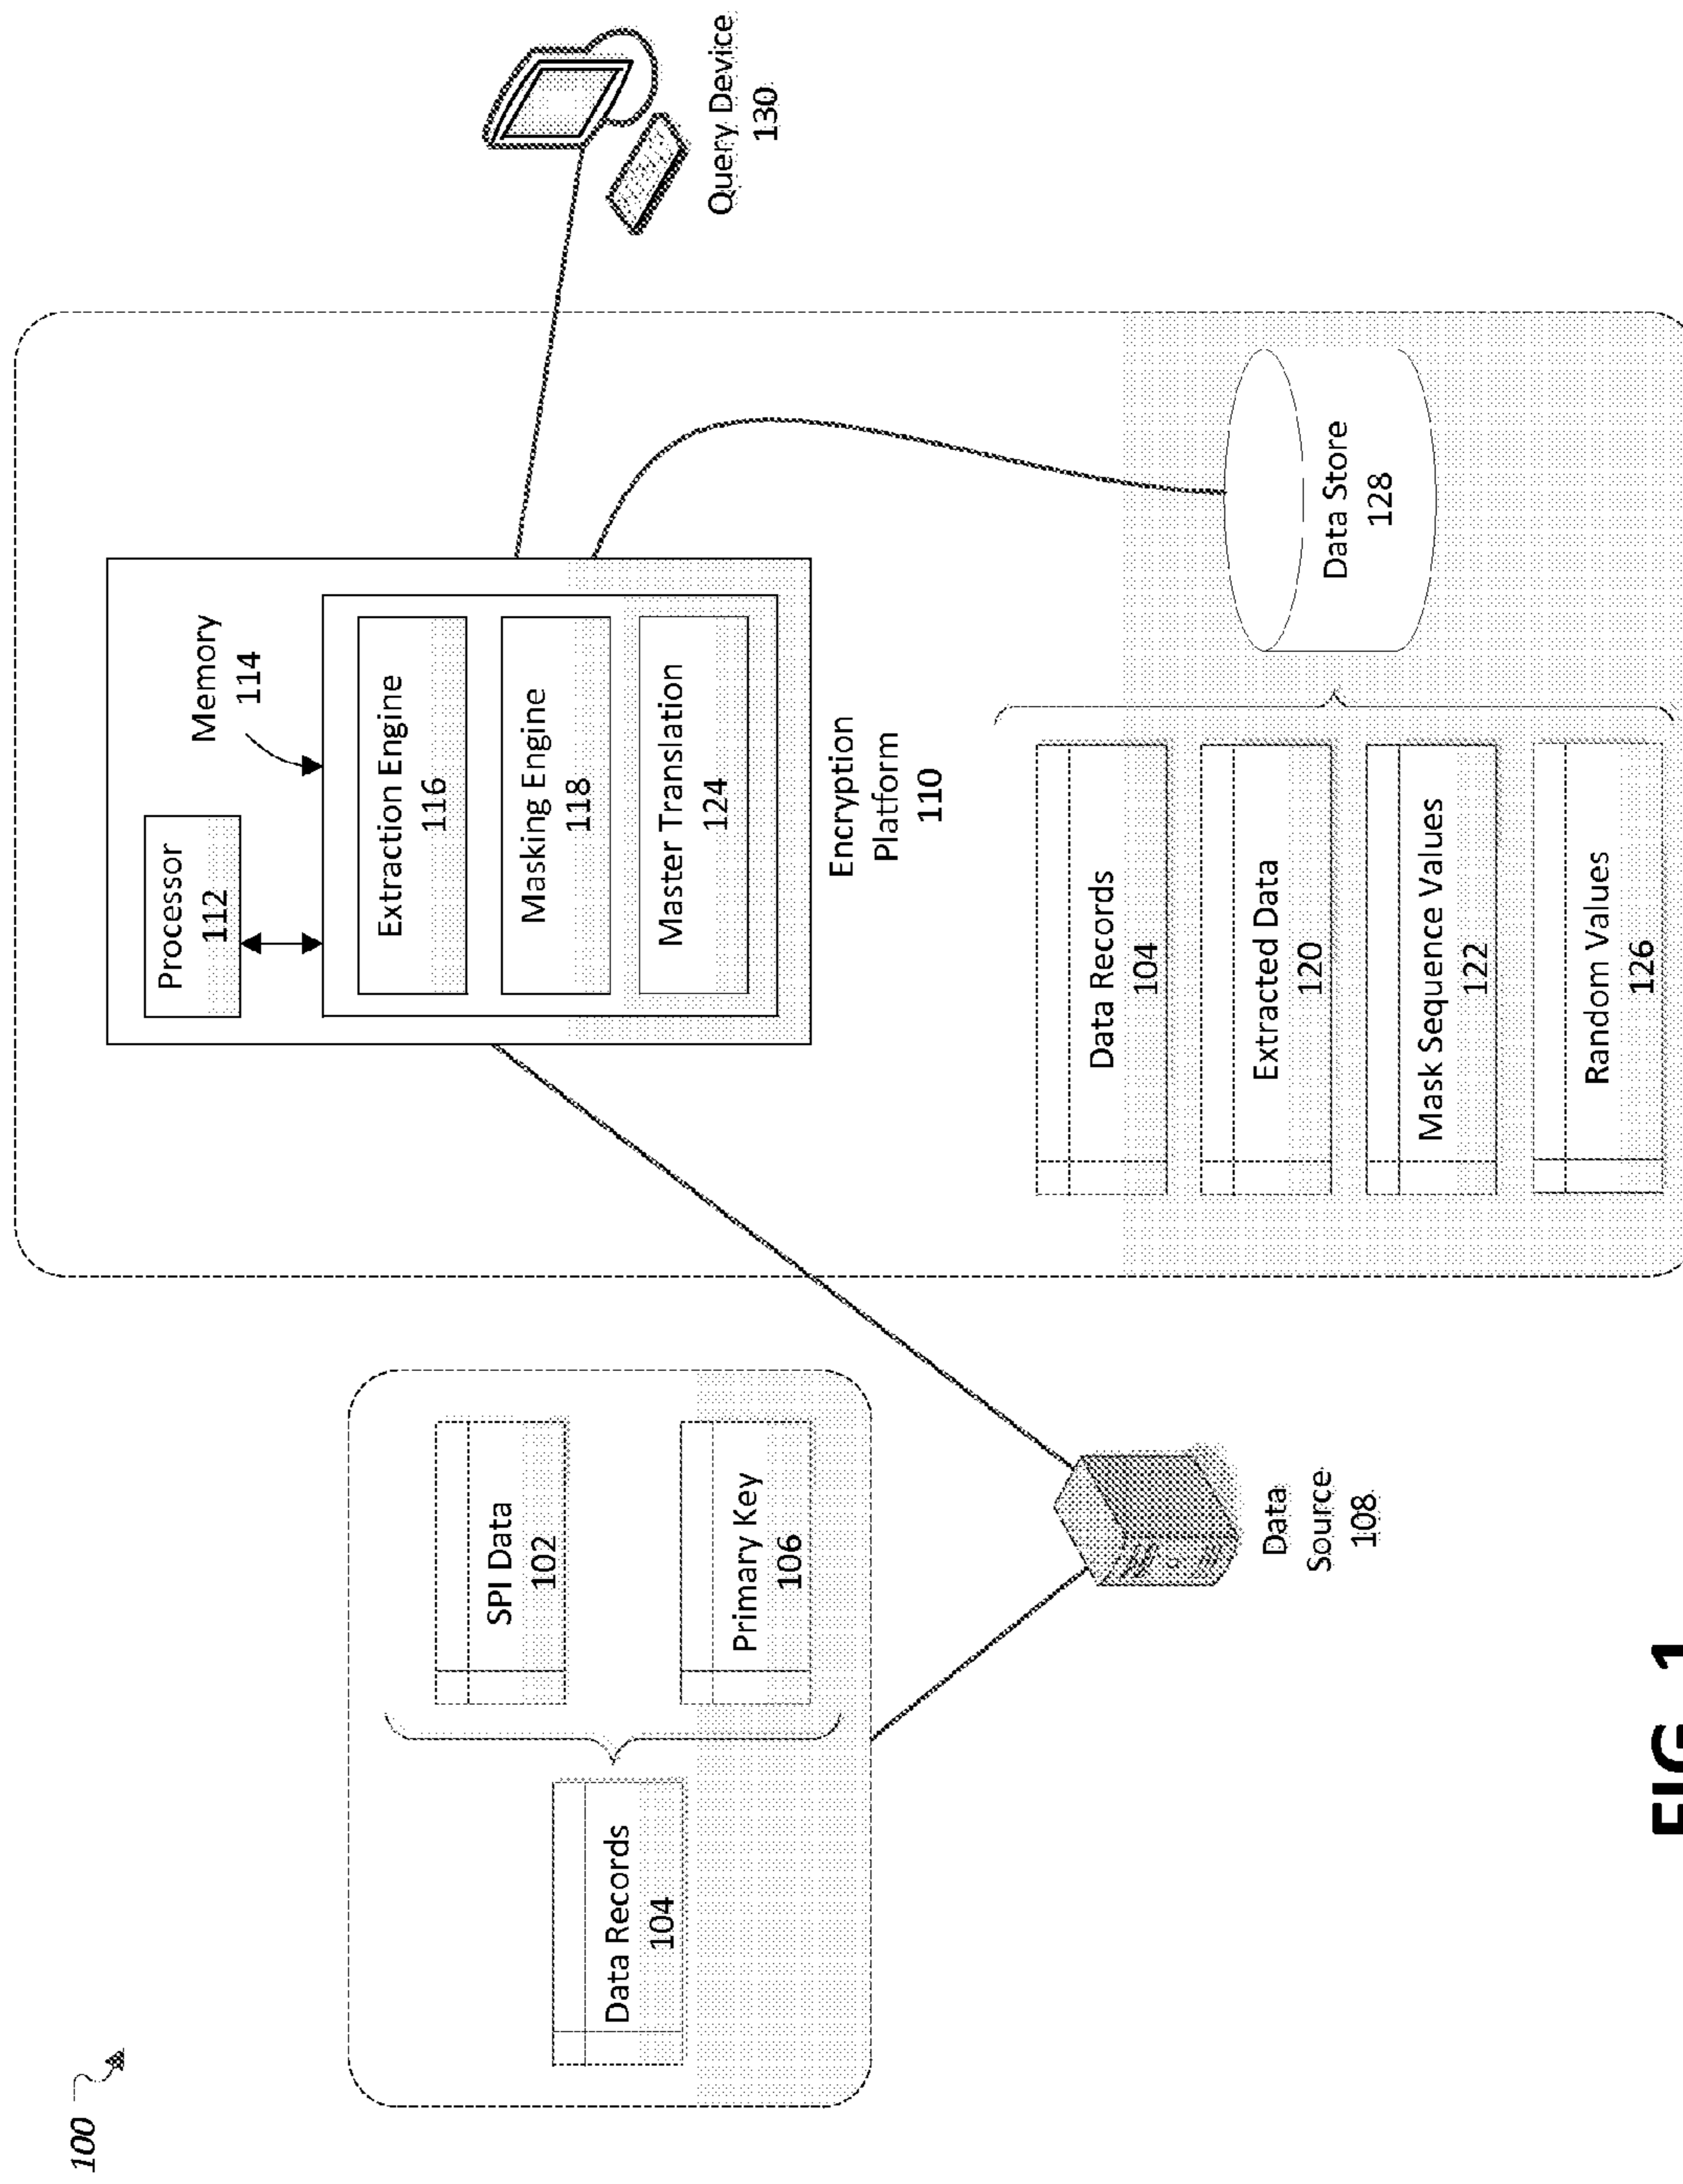 100
Data Records
104
SPI Data
102
Primary Key
106
Data
Source
108
Processor
112
Memory
114
Extraction Engine
116
Masking Engine
118
Master Translation
124
Encryption
Platform
110
Data Records
104
Extracted Data
120
Mask Sequence Values
122
Random Values
126
Data Store
128
Query Device
130
FIG. 1